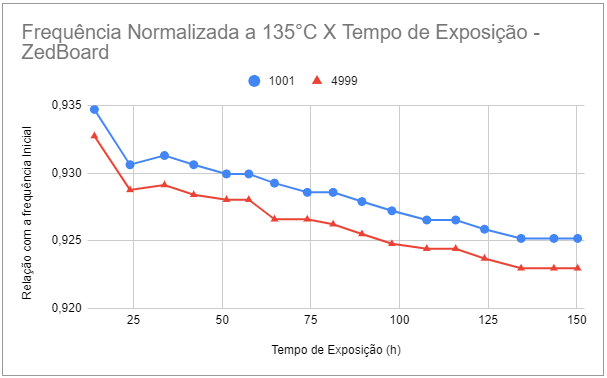 Frequência Normalizada a 135°C X Tempo de Exposição -
ZedBoard
1001 4999
Relação com a frequência Inicial
0,935
0,930
0,925
0,920
25 50 75 100 125 150
Tempo de Exposição (h)